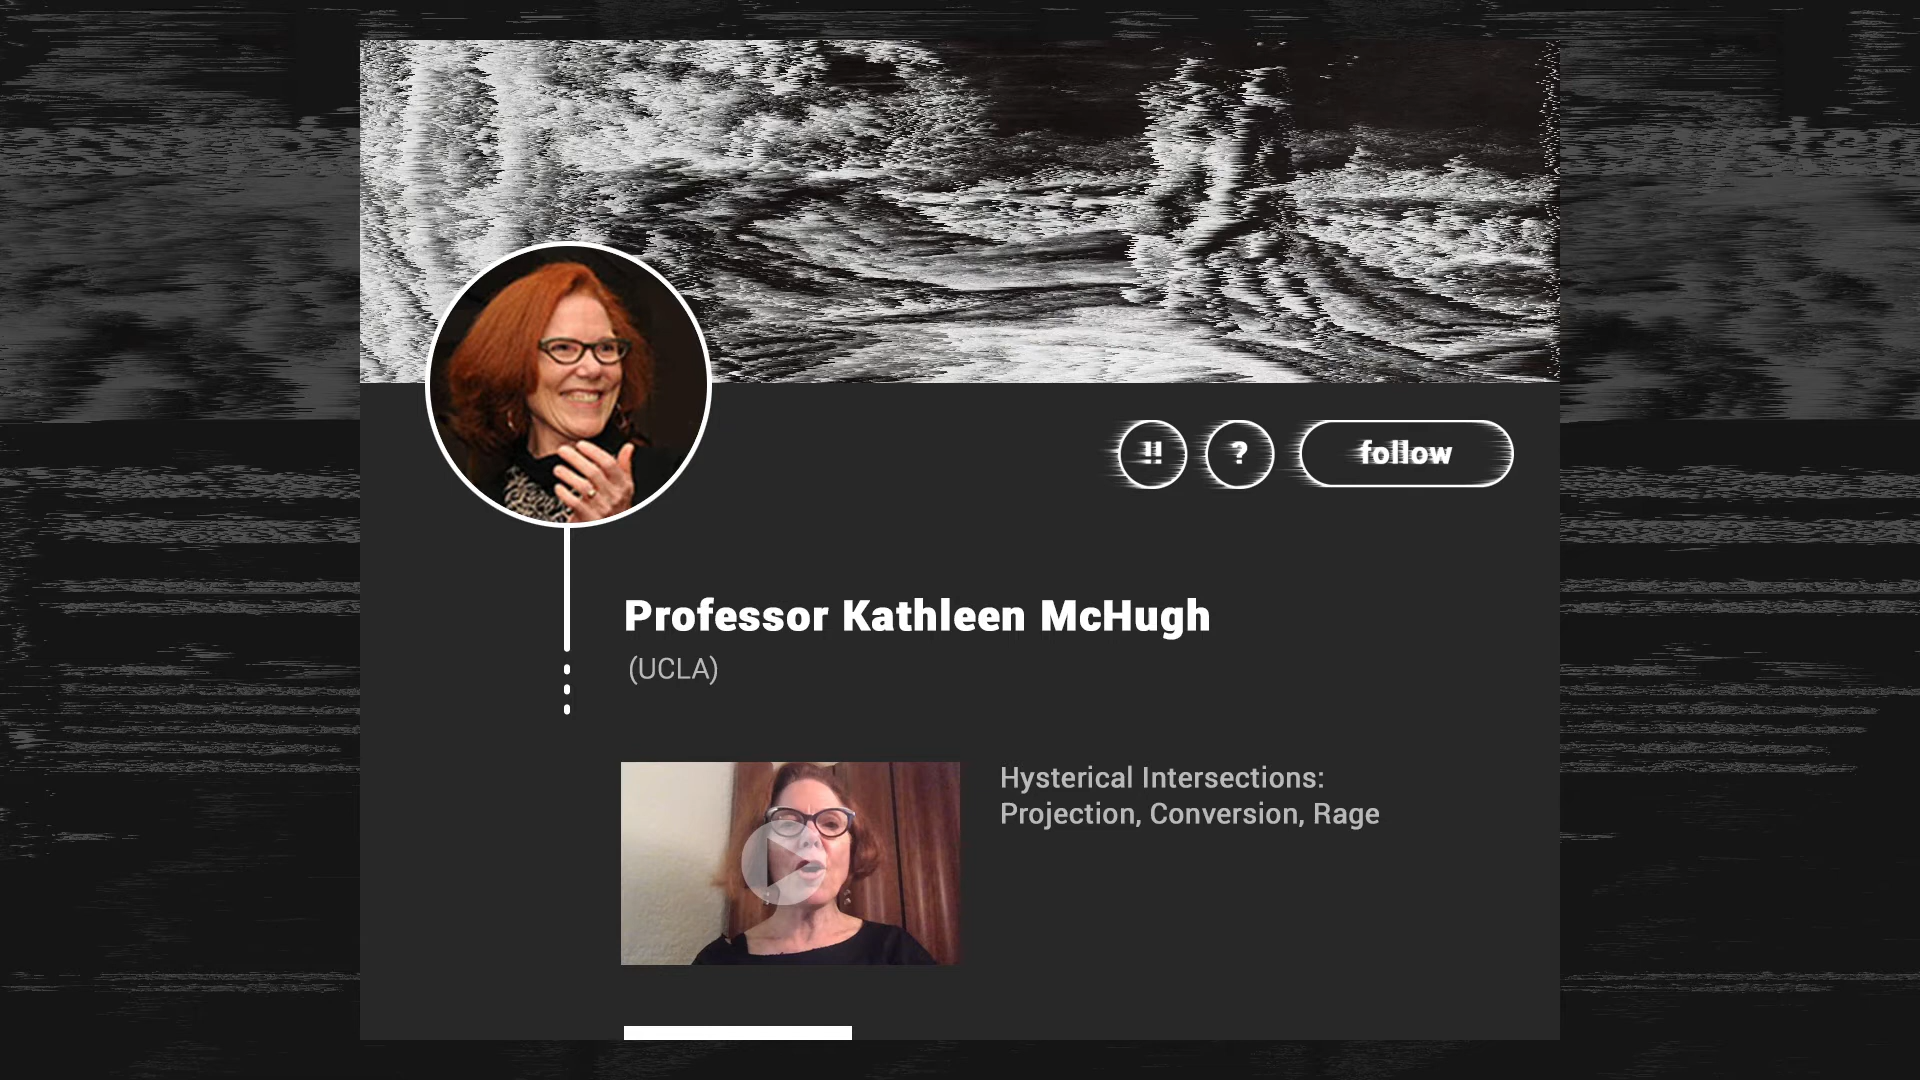 !!
?
follow
Professor Kathleen McHugh
(UCLA)
Hysterical Intersections:
Projection, Conversion, Rage